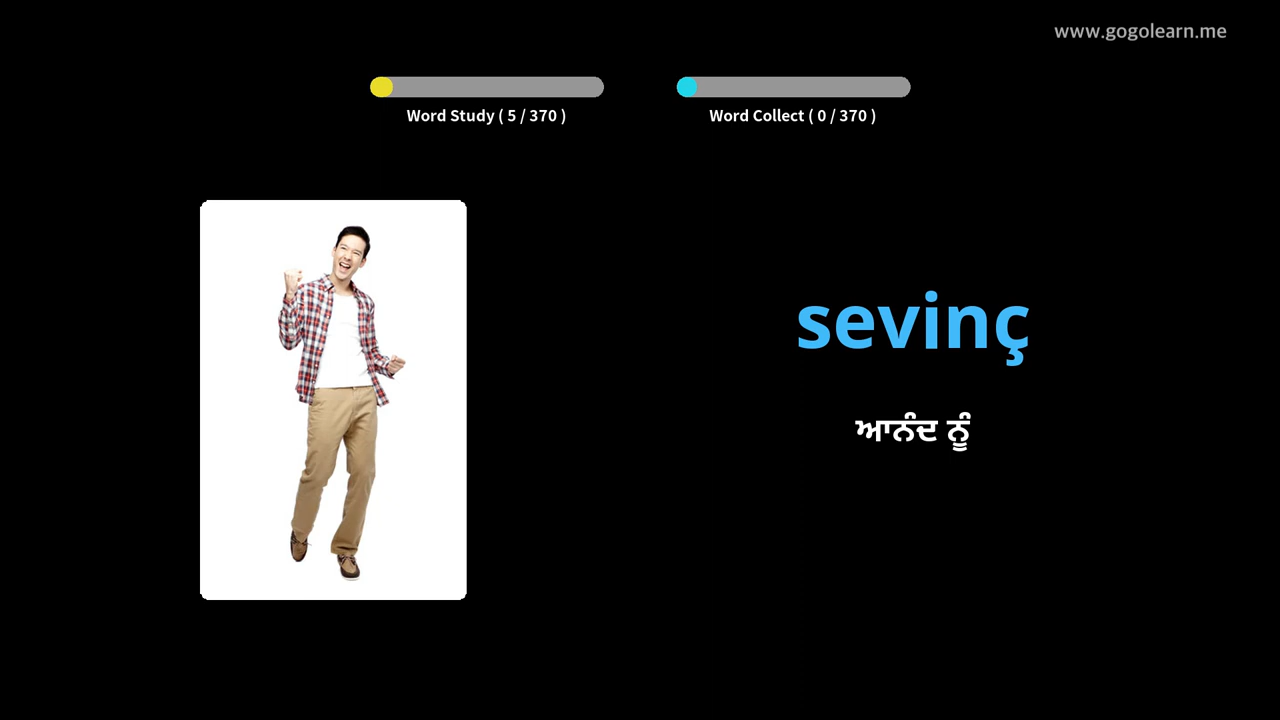 www.gogolearn.me
Word Study ( 5 / 370 )
Word Collect ( 0 / 370 )
sevinç
ਆਨੰਦ ਨੂੰ